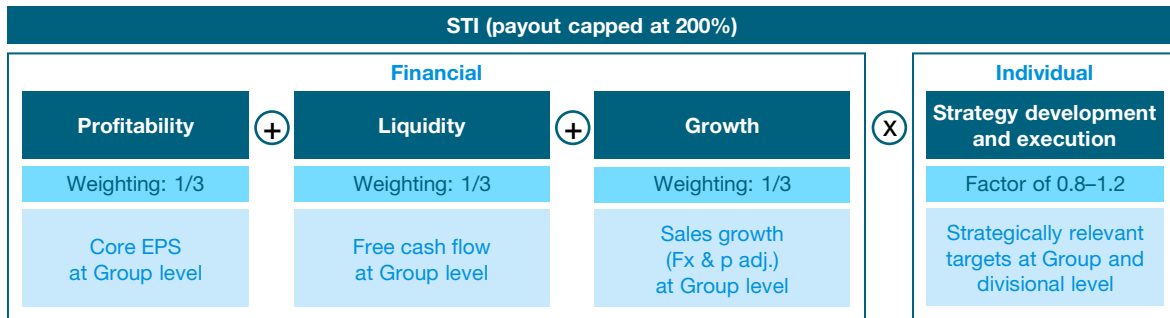 STI (payout capped at 200%)
Financial
Individual
Profitability
+
Liquidity
+
Growth
x
Strategy development
and execution
Weighting: 1/3
Weighting: 1/3
Weighting: 1/3
Factor of 0.8–1.2
Core EPS
at Group level
Free cash flow
at Group level
Sales growth
(Fx & p adj.)
at Group level
Strategically relevant
targets at Group and
divisional level